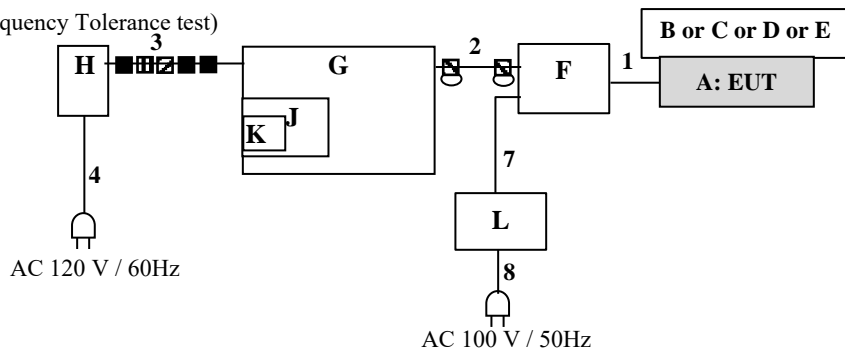 quency Tolerance test)
3
2
B or C or D or E
H
G
F
1
A: EUT
J
K
4
7
L
8
AC 120 V / 60Hz
AC 100 V / 50Hz